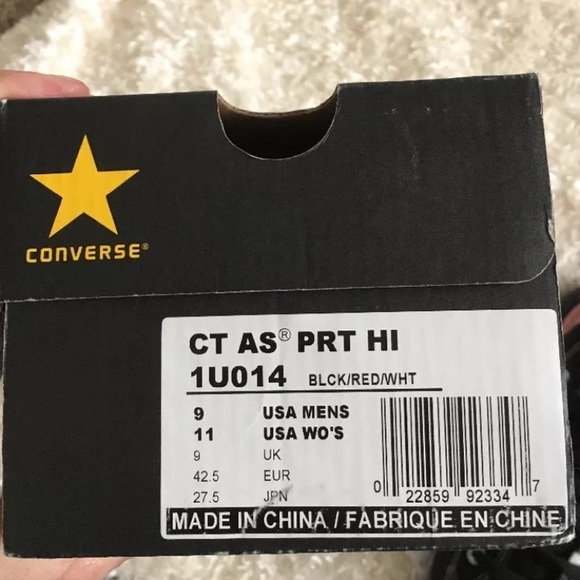 CONVERSE®
CT AS® PRT HI
1U014 BLCK/RED/WHT
9 USA MENS
11 USA WO'S
9 UK
42.5 EUR
27.5 JPN
0 22859 92334 7
MADE IN CHINA / FABRIQUE EN CHINE